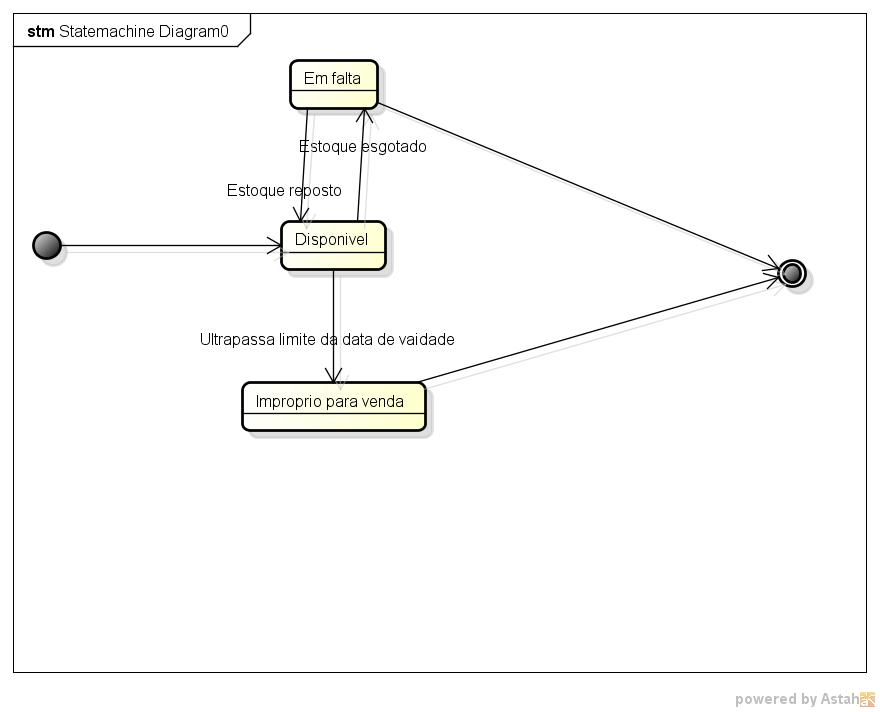 stm Statemachine Diagram0
Em falta
Estoque esgotado
Estoque reposto
Disponivel
Ultrapassa limite da data de vaidade
Improprio para venda
powered by Astah